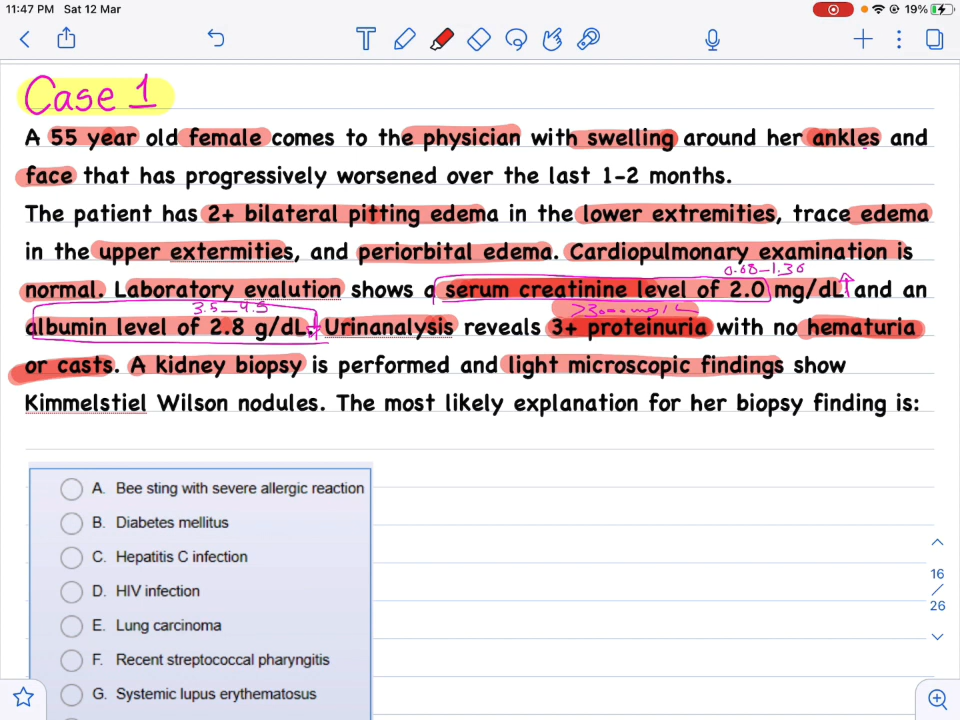 11:47 PM Sat 12 Mar 19%
Case 1
A 55 year old female comes to the physician with swelling around her ankles and
face that has progressively worsened over the last 1-2 months.
The patient has 2+ bilateral pitting edema in the lower extremities, trace edema
in the upper extermities, and periorbital edema. Cardiopulmonary examination is
0.68-1.36
normal. Laboratory evalution shows a serum creatinine level of 2.0 mg/dL↑ and an
3.5-4.5 >3000mg/L
albumin level of 2.8 g/dL.↓ Urinanalysis reveals 3+ proteinuria with no hematuria
or casts. A kidney biopsy is performed and light microscopic findings show
Kimmelstiel Wilson nodules. The most likely explanation for her biopsy finding is:
A. Bee sting with severe allergic reaction
B. Diabetes mellitus
C. Hepatitis C infection
D. HIV infection
E. Lung carcinoma
F. Recent streptococcal pharyngitis
G. Systemic lupus erythematosus
16
/
26